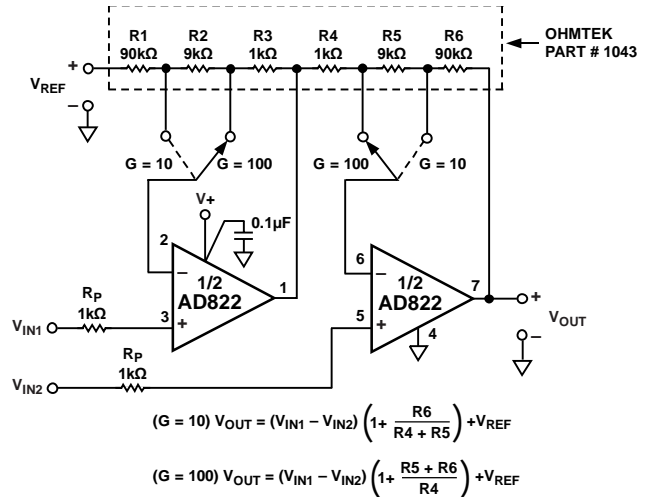 R1 R2 R3 R4 R5 R6
90kΩ 9kΩ 1kΩ 1kΩ 9kΩ 90kΩ
OHMTEK
PART # 1043
+
VREF
–
G = 10 G = 100 G = 100 G = 10
V+
0.1µF
2
–
1/2
AD822
1
3
+
6
–
1/2
AD822
7
5
+
4
+
VOUT
–
VIN1
RP
1kΩ
VIN2
RP
1kΩ
(G = 10) VOUT = (VIN1 – VIN2) (1+ R6 / R4 + R5) +VREF
(G = 100) VOUT = (VIN1 – VIN2) (1+ R5 + R6 / R4) +VREF